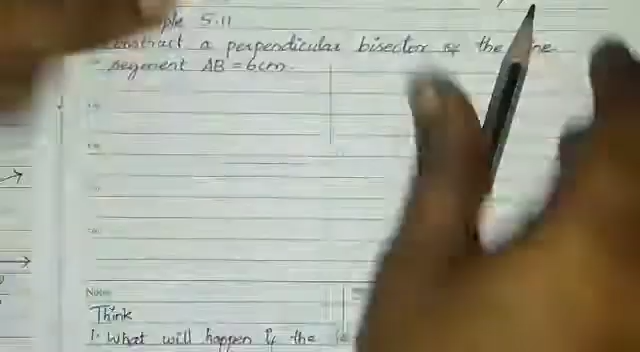 5.11
construct a perpendicular bisector of the
segment AB = 6cm.
Note:
Think
1. What will happen if the